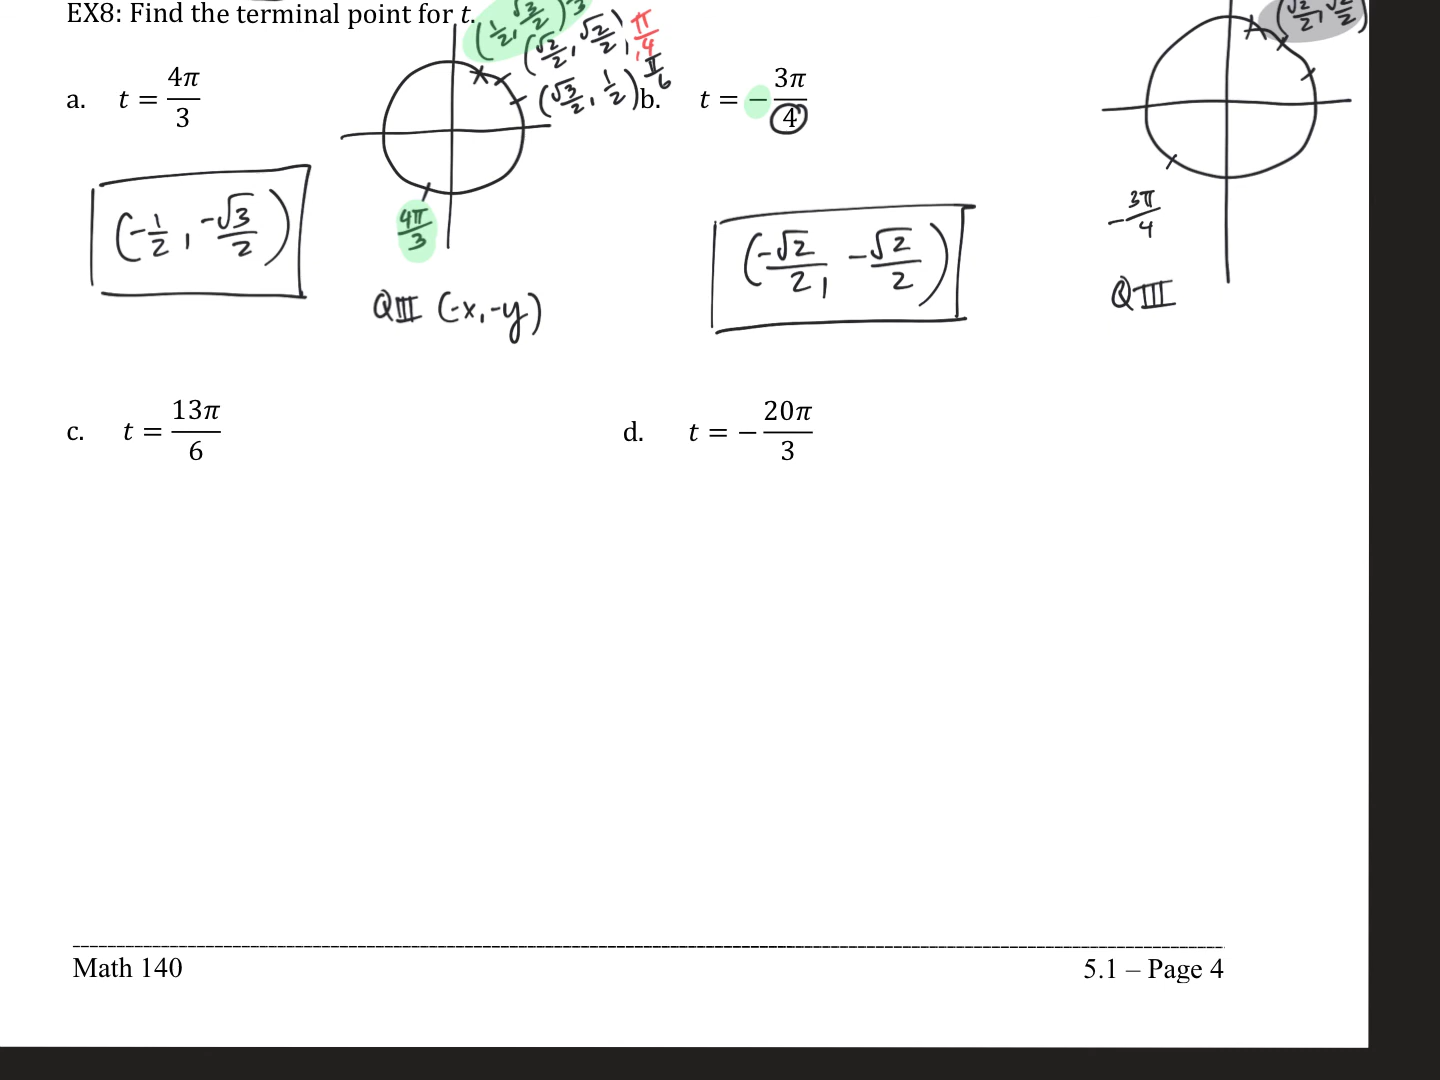 EX8: Find the terminal point for t.
(1/2, √3/2)
(√2/2, √2/2), π/4
(√3/2, 1/2) π/6
(√2/2, √2/2)
a. t = 4π/3
b. t = − 3π/4
(-1/2, -√3/2)
4π/3
QIII (-x, -y)
(-√2/2, -√2/2)
-3π/4
QIII
c. t = 13π/6
d. t = − 20π/3
Math 140
5.1 – Page 4